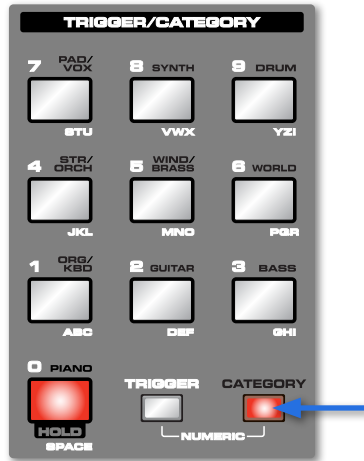 TRIGGER/CATEGORY
7 PAD/VOX 8 SYNTH 9 DRUM
STU VWX YZ!
4 STR/ORCH 5 WIND/BRASS 6 WORLD
JKL MNO PQR
1 ORG/KBD 2 GUITAR 3 BASS
ABC DEF GHI
0 PIANO
TRIGGER CATEGORY
HOLD
NUMERIC
SPACE